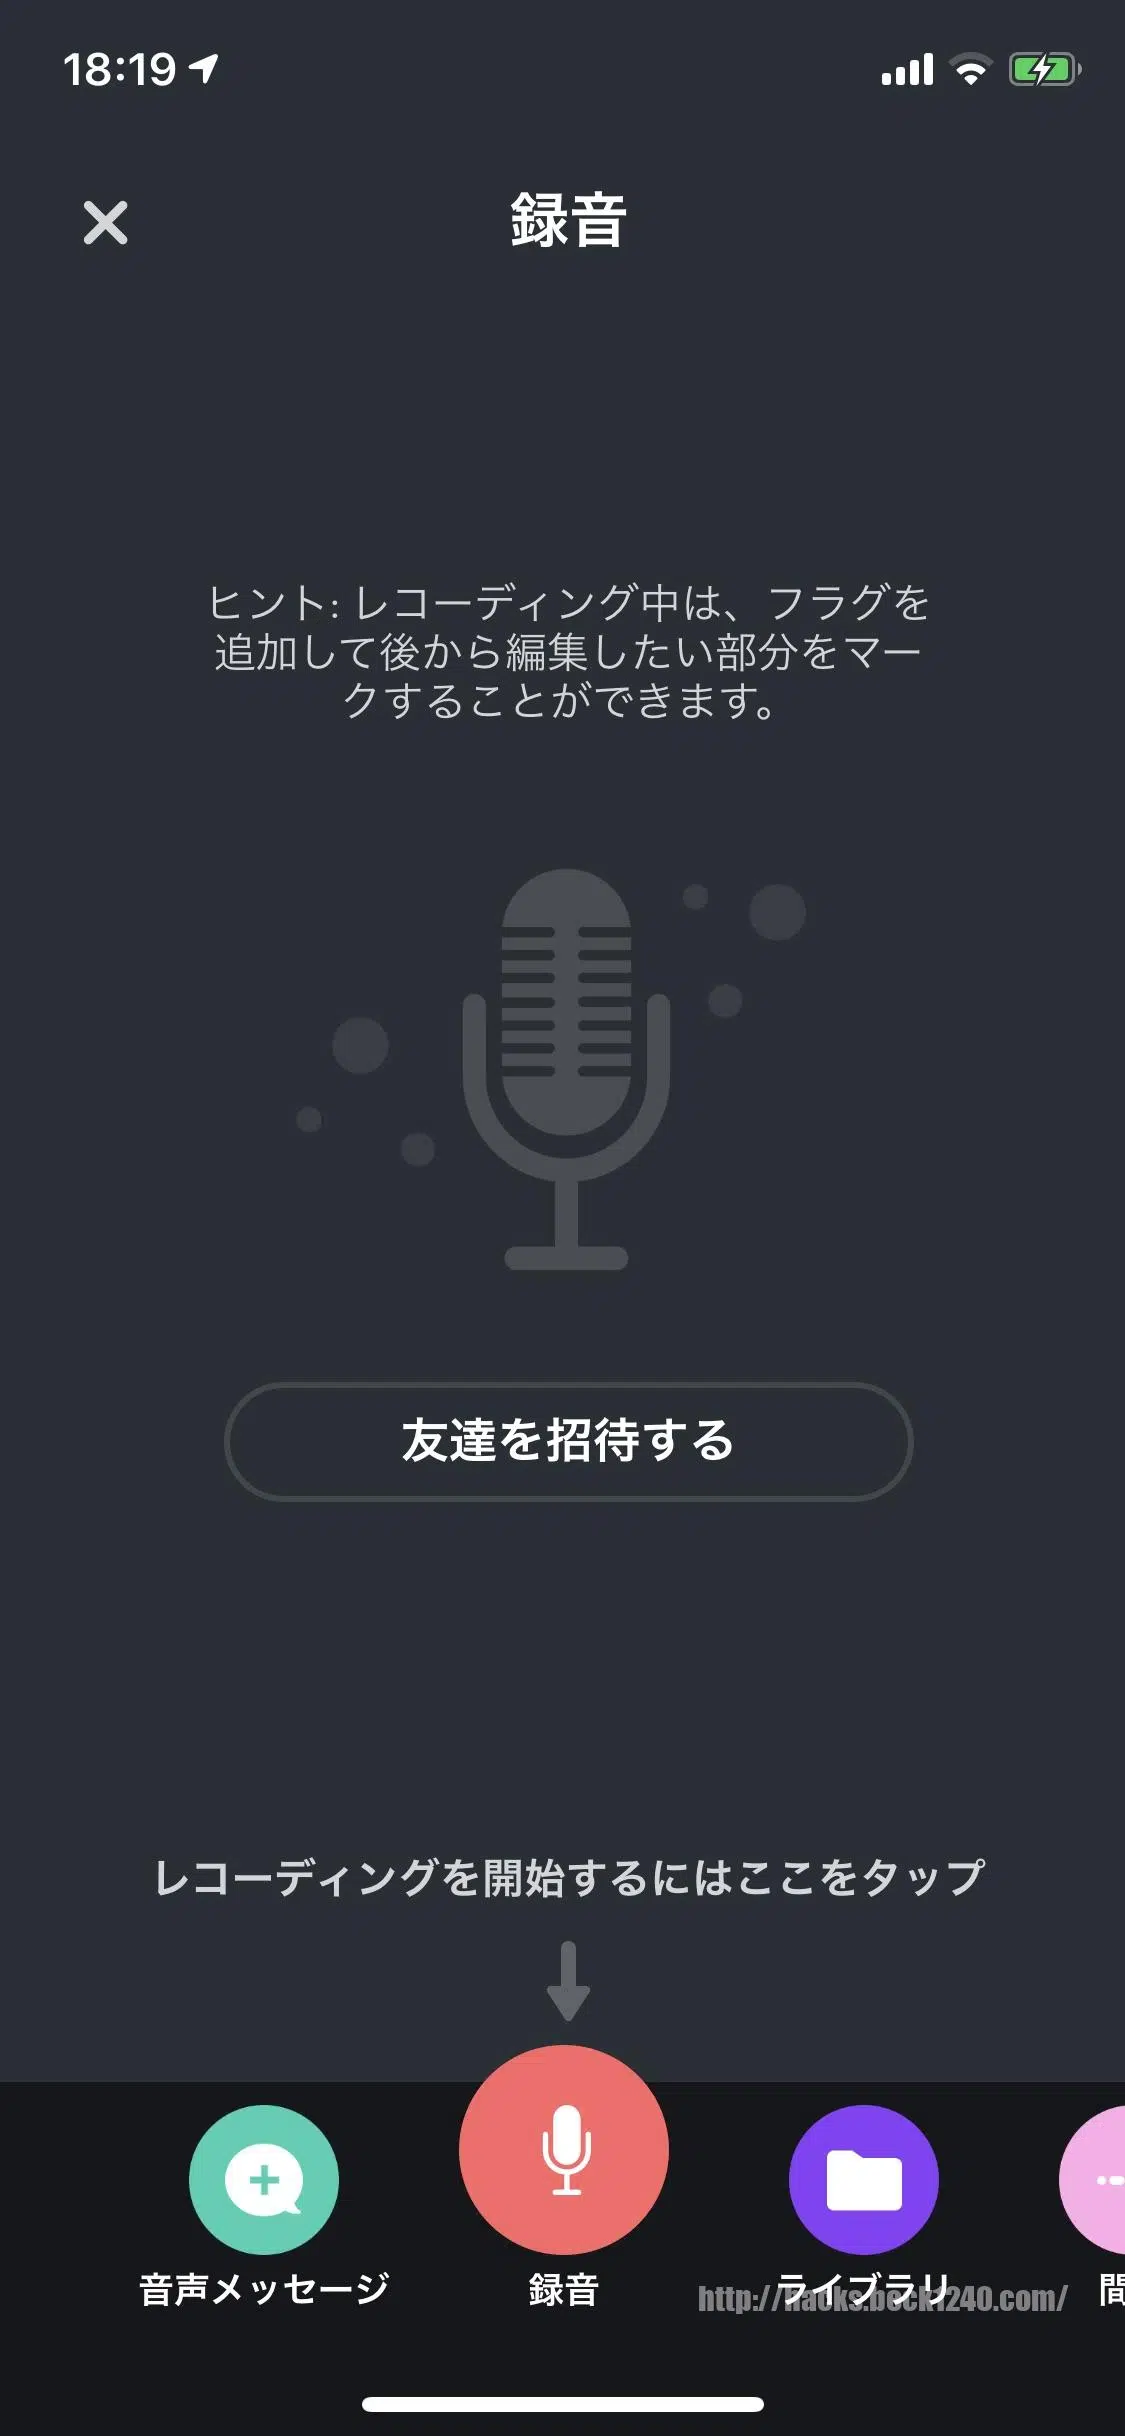 18:19
録音
ヒント: レコーディング中は、フラグを
追加して後から編集したい部分をマー
クすることができます。
友達を招待する
レコーディングを開始するにはここをタップ
音声メッセージ
録音
ライブラリ
間
http://hacks.beck1240.com/